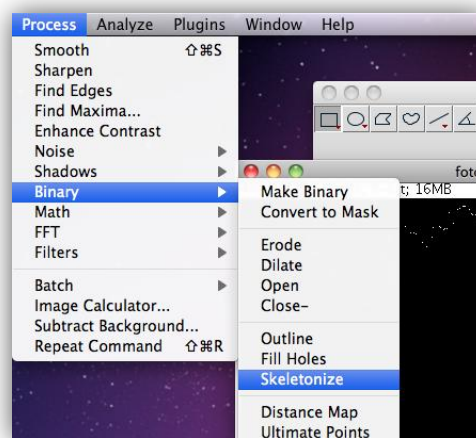 Process Analyze Plugins Window Help
Smooth ⇧⌘S
Sharpen
Find Edges
Find Maxima...
Enhance Contrast
Noise
Shadows
Binary
Math
FFT
Filters
Batch
Image Calculator...
Subtract Background...
Repeat Command ⇧⌘R
Make Binary
Convert to Mask
Erode
Dilate
Open
Close-
Outline
Fill Holes
Skeletonize
Distance Map
Ultimate Points
foto
t; 16MB